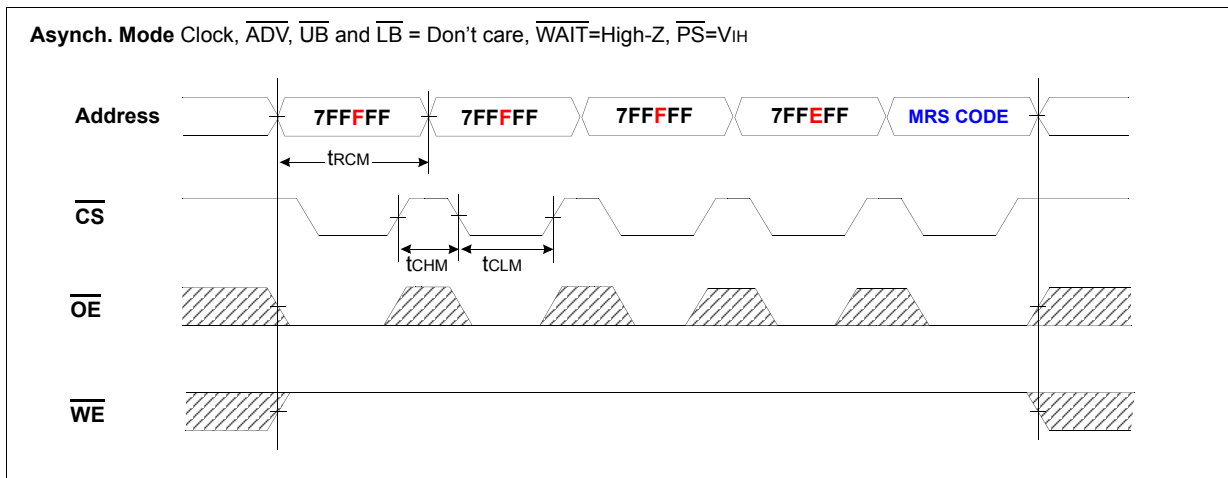 Asynch. Mode Clock, ADV, UB and LB = Don't care, WAIT=High-Z, PS=VIH
Address 7FFFFF 7FFFFF 7FFFFF 7FFEFF MRS CODE
tRCM
CS
tCHM tCLM
OE
WE